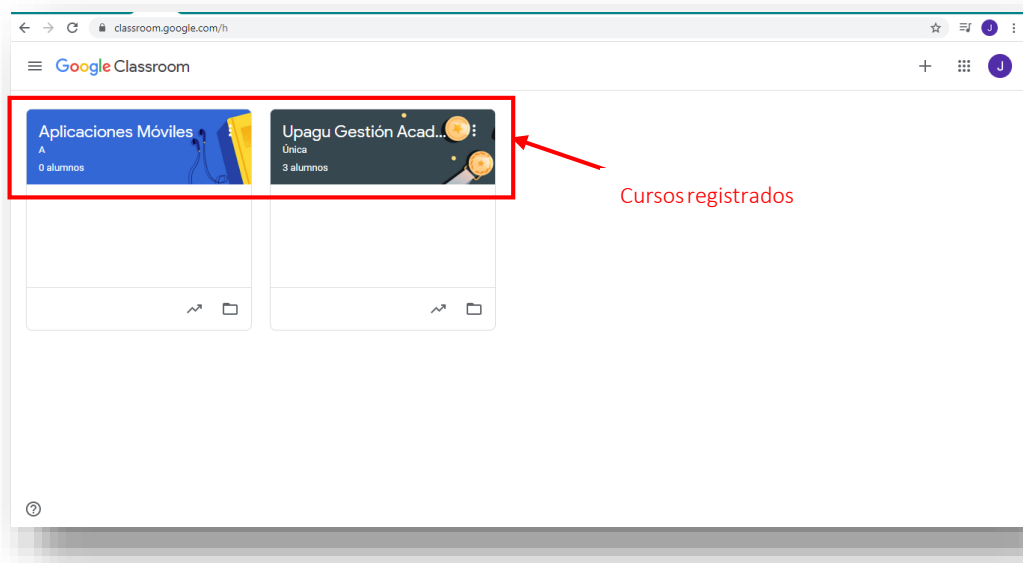 classroom.google.com/h
J
Google Classroom
J
Aplicaciones Móviles
A
0 alumnos
Upagu Gestión Acad...
Única
3 alumnos
Cursos registrados